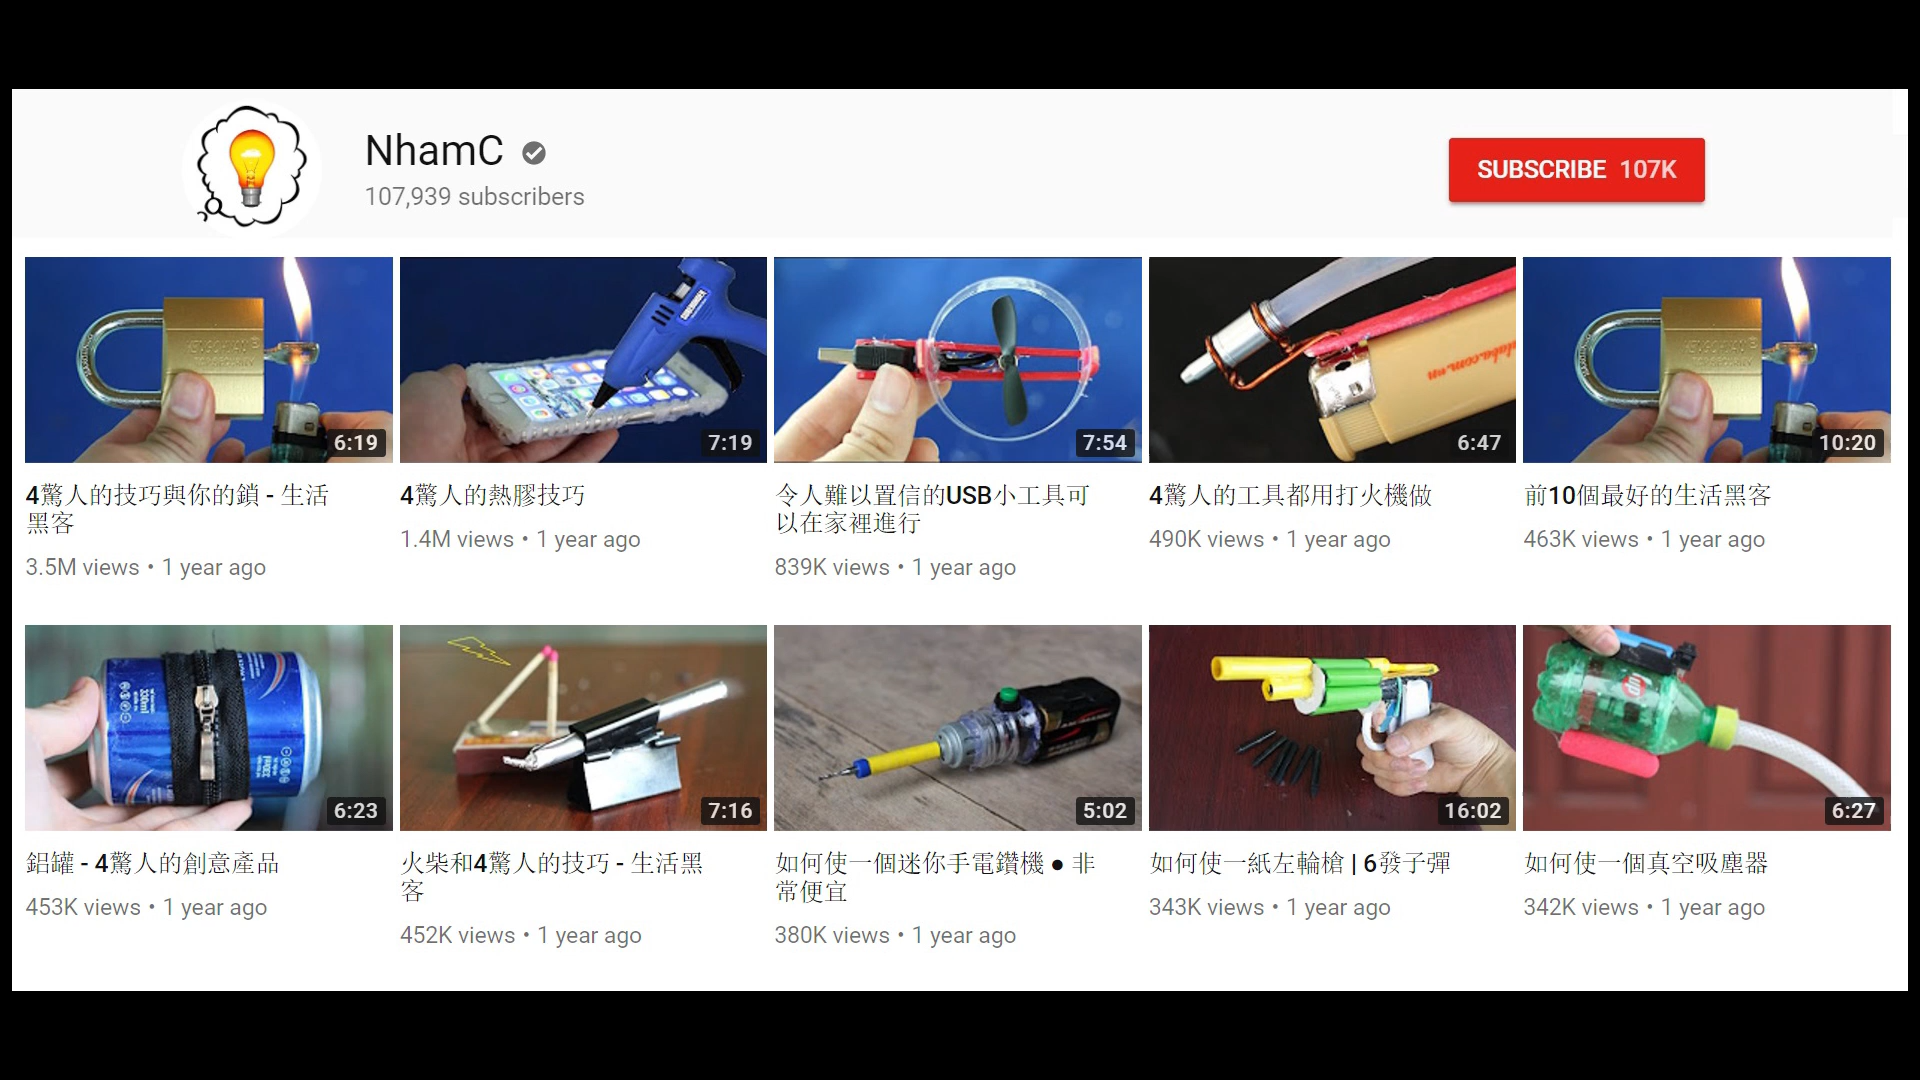 NhamC
107,939 subscribers
SUBSCRIBE 107K
6:19
7:19
7:54
6:47
10:20
4驚人的技巧與你的鎖 - 生活
黑客
3.5M views • 1 year ago
4驚人的熱膠技巧
1.4M views • 1 year ago
令人難以置信的USB小工具可
以在家裡進行
839K views • 1 year ago
4驚人的工具都用打火機做
490K views • 1 year ago
前10個最好的生活黑客
463K views • 1 year ago
330ml
6:23
7:16
5:02
16:02
6:27
鋁罐 - 4驚人的創意產品
453K views • 1 year ago
火柴和4驚人的技巧 - 生活黑
客
452K views • 1 year ago
如何使一個迷你手電鑽機 ● 非
常便宜
380K views • 1 year ago
如何使一紙左輪槍 | 6發子彈
343K views • 1 year ago
如何使一個真空吸塵器
342K views • 1 year ago